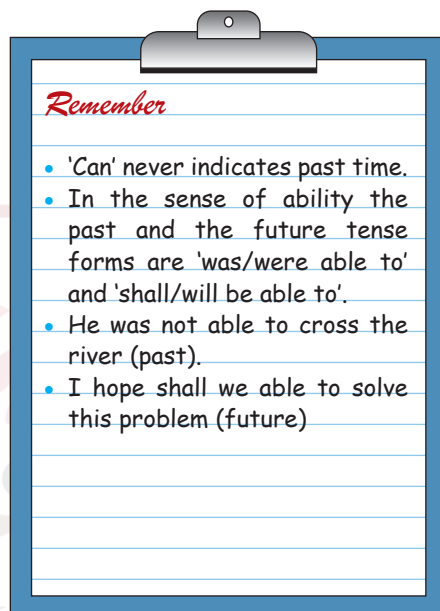 Remember
• ‘Can’ never indicates past time.
• In the sense of ability the
past and the future tense
forms are ‘was/were able to’
and ‘shall/will be able to’.
• He was not able to cross the
river (past).
• I hope shall we able to solve
this problem (future)